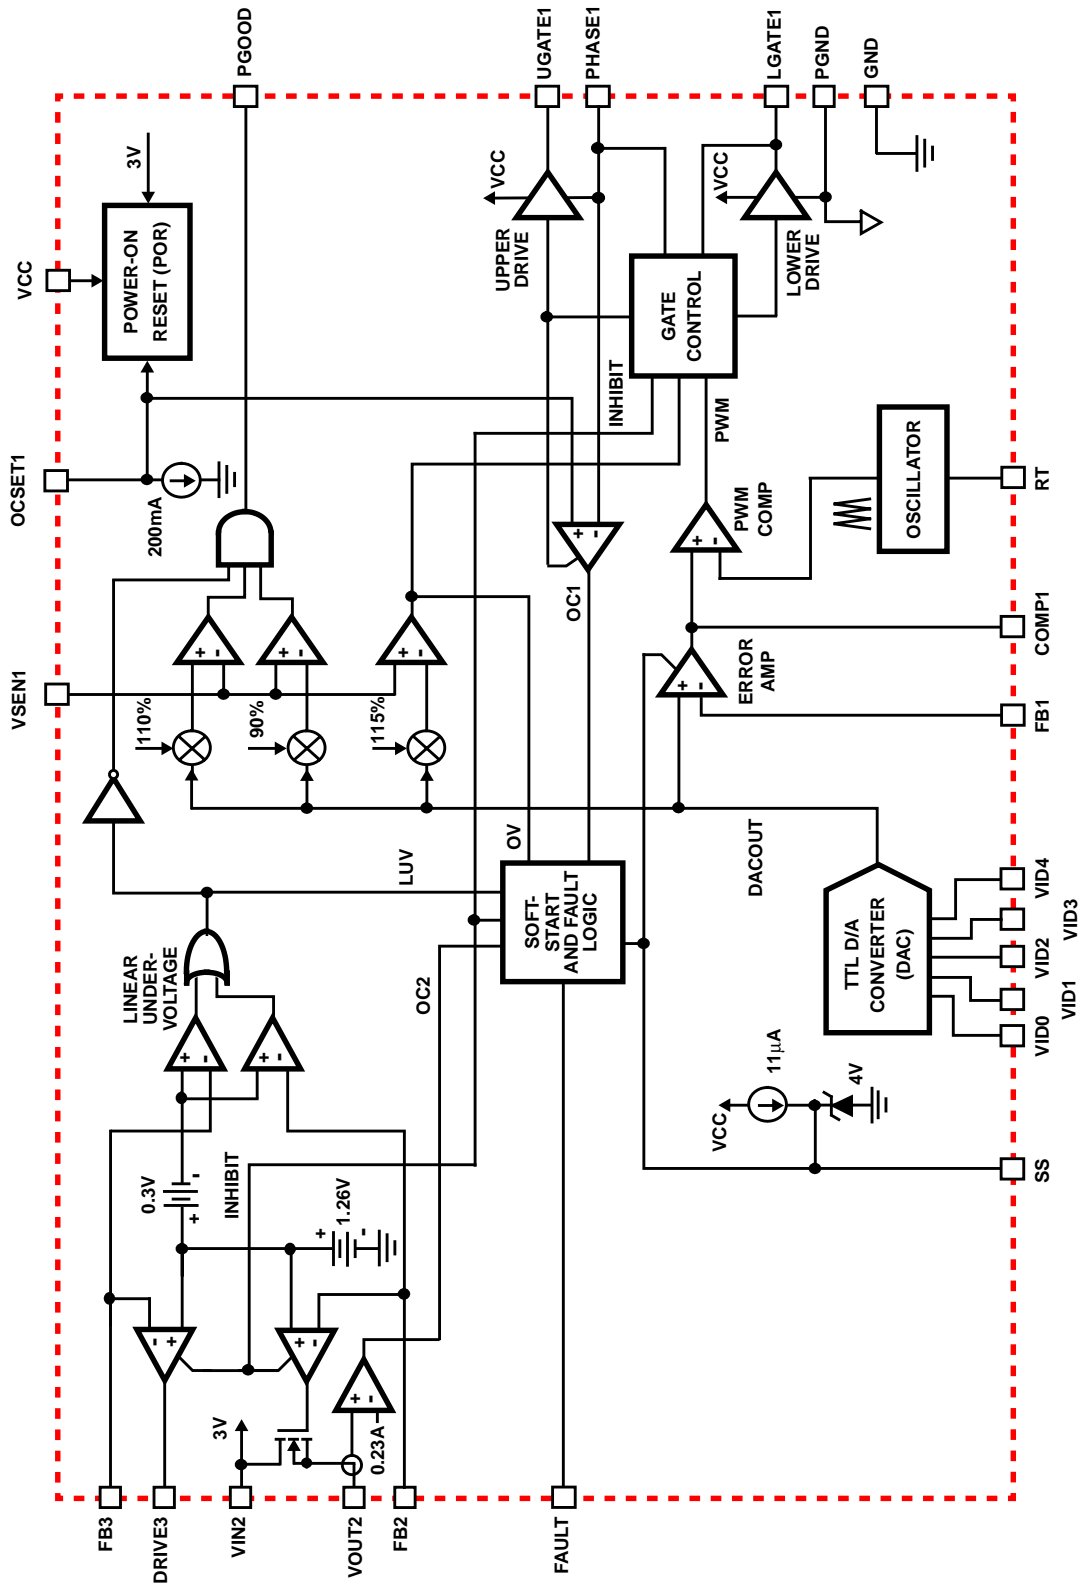 VSEN1
OCSET1
VCC
FB3
DRIVE3
VIN2
VOUT2
FB2
FAULT
3V
0.23A
+
-
-
+
+
-
0.3V
+
-
INHIBIT
+
1.26V
-
LINEAR
UNDER-
VOLTAGE
+
-
+
-
LUV
OC2
OV
SOFT-
START
AND FAULT
LOGIC
110%
90%
115%
+
-
+
-
+
-
200mA
POWER-ON
RESET (POR)
3V
PGOOD
OC1
+
-
INHIBIT
UPPER
DRIVE
VCC
GATE
CONTROL
LOWER
DRIVE
VCC
UGATE1
PHASE1
LGATE1
PGND
GND
PWM
PWM
COMP
+
-
ERROR
AMP
+
-
OSCILLATOR
RT
COMP1
FB1
DACOUT
TTL D/A
CONVERTER
(DAC)
VID0
VID1
VID2
VID3
VID4
VCC
11µA
4V
SS